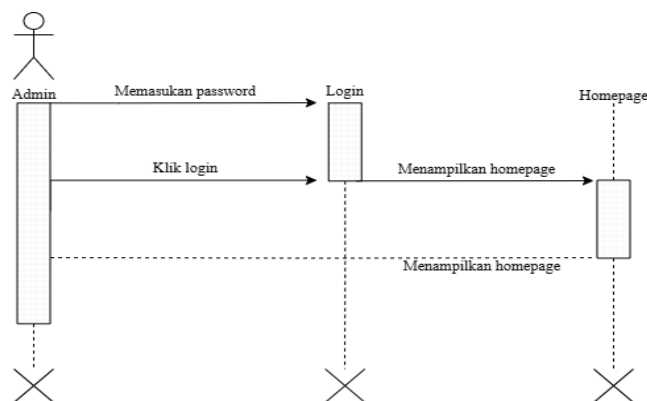 Admin
Memasukan password
Login
Homepage
Klik login
Menampilkan homepage
Menampilkan homepage